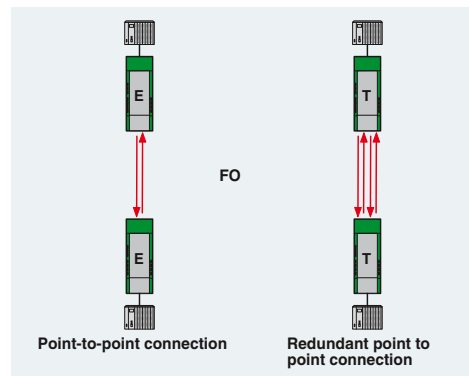 E
T
FO
E
T
Point-to-point connection
Redundant point to
point connection